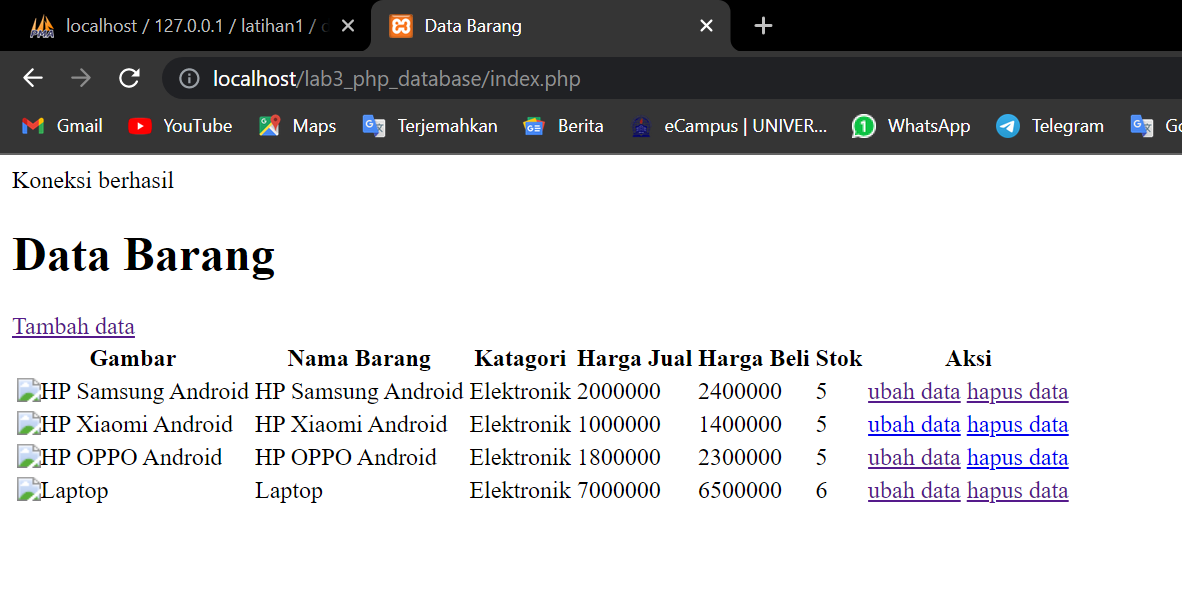 localhost / 127.0.0.1 / latihan1 / Data Barang
localhost/lab3_php_database/index.php
Gmail YouTube Maps Terjemahkan Berita eCampus | UNIVER... WhatsApp Telegram
Koneksi berhasil
Data Barang
Tambah data
Gambar Nama Barang Katagori Harga Jual Harga Beli Stok Aksi
HP Samsung Android HP Samsung Android Elektronik 2000000 2400000 5 ubah data hapus data
HP Xiaomi Android HP Xiaomi Android Elektronik 1000000 1400000 5 ubah data hapus data
HP OPPO Android HP OPPO Android Elektronik 1800000 2300000 5 ubah data hapus data
Laptop Laptop Elektronik 7000000 6500000 6 ubah data hapus data